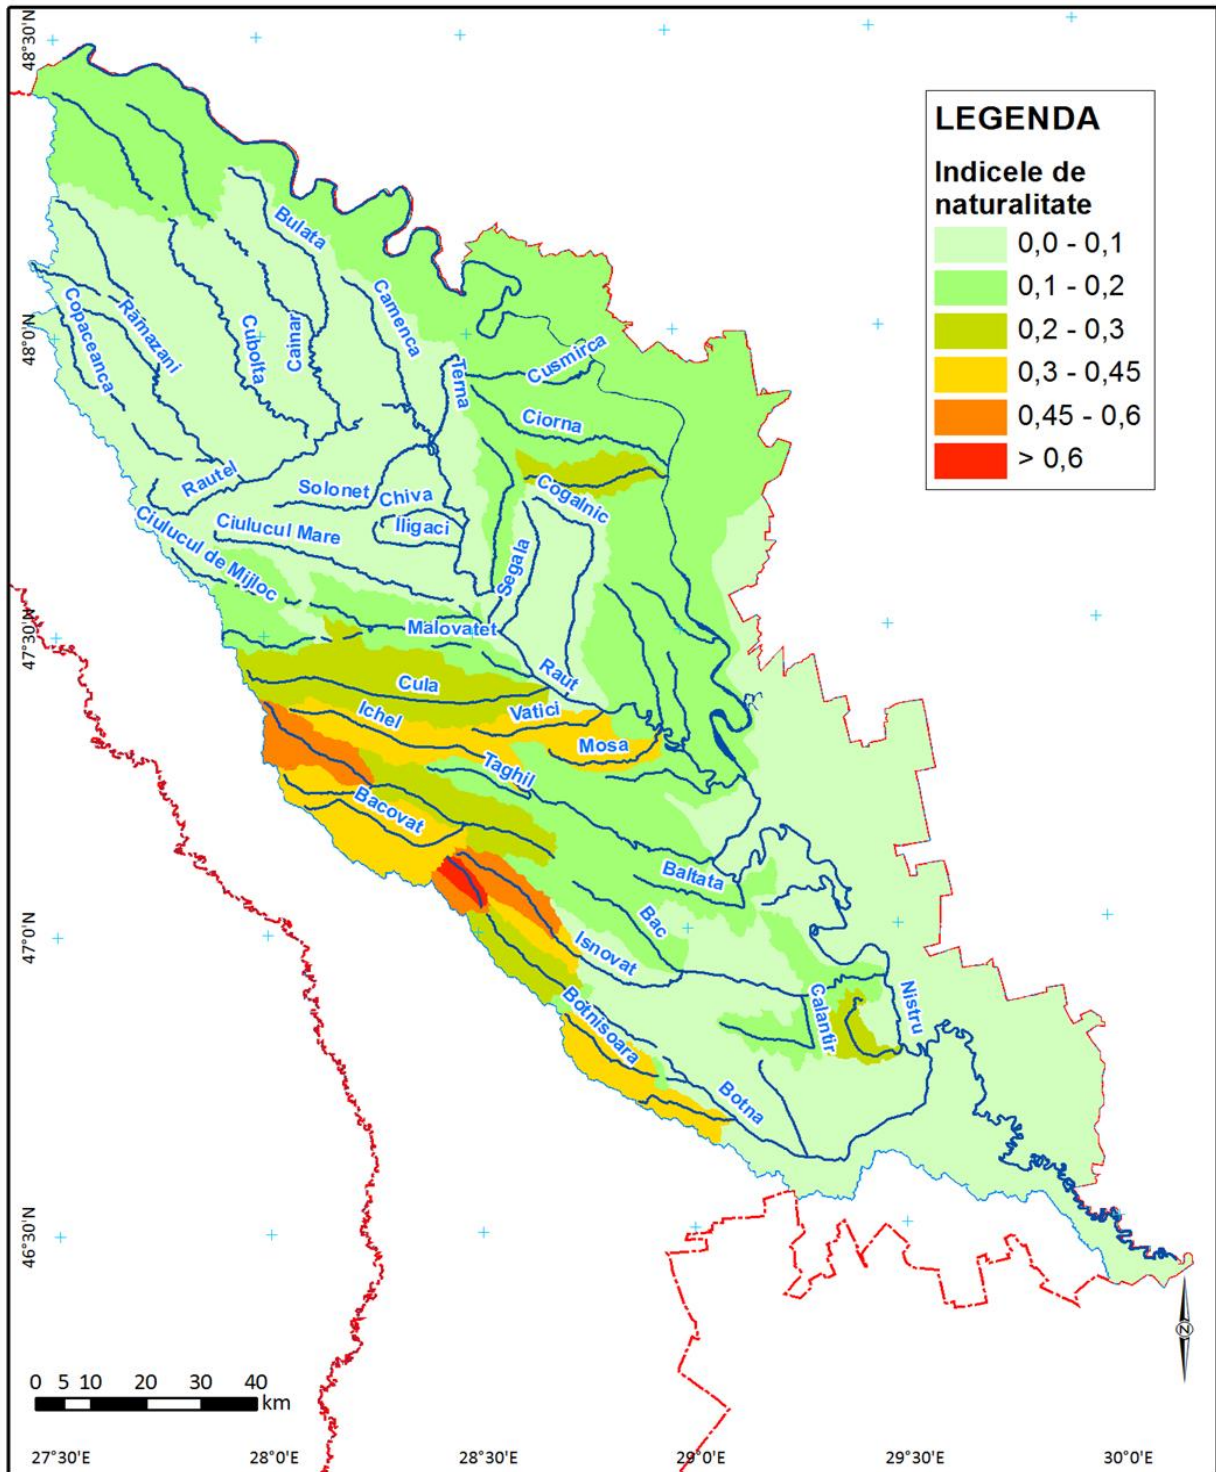 LEGENDA
Indicele de
naturalitate
0,0 - 0,1
0,1 - 0,2
0,2 - 0,3
0,3 - 0,45
0,45 - 0,6
> 0,6
48°30'N
48°0'N
47°30'N
47°0'N
46°30'N
Bulata
Camenca
Copaceanca
Rămazani
Cubolta
Cainar
Terna
Cusmirca
Ciorna
Rautel
Solonet
Chiva
Cogalnic
Ciulucul Mare
Iligaci
Ciulucul de Mijloc
Segala
Malovatet
Raut
Cula
Ichel
Vatici
Mosa
Taghil
Bacovat
Baltata
Bac
Isnovat
Calantir
Nistru
Botnisoara
Botna
0 5 10 20 30 40
km
N
27°30'0"E 28°0'E 28°30'E 29°0'E 29°30'E 30°0'E